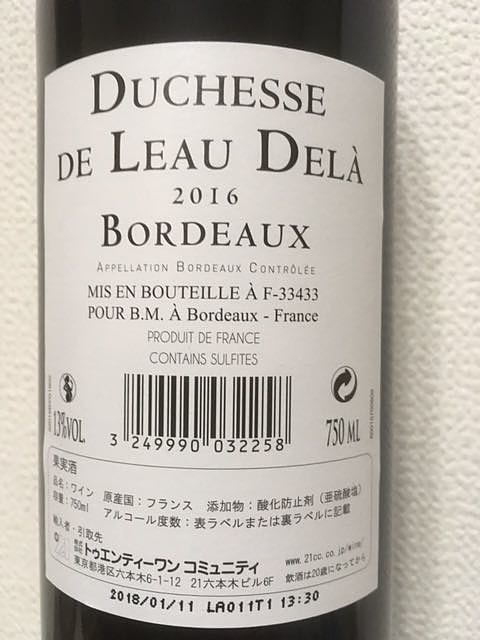 DUCHESSE
DE LEAU DELÀ
2016
BORDEAUX
APPELLATION BORDEAUX CONTRÔLÉE
MIS EN BOUTEILLE À F-33433
POUR B.M. À Bordeaux - France
PRODUIT DE FRANCE
CONTAINS SULFITES
13%VOL.
3 249990 032258
750 ML
果実酒
品名:ワイン 原産国:フランス 添加物:酸化防止剤(亜硫酸塩)
容量:750ml アルコール度数:表ラベルまたは裏ラベルに記載
輸入者・引取先
株式会社トゥエンティーワン コミュニティ www.21cc.co.jp/wine/
東京都港区六本木6-1-12 21六本木ビル6F 飲酒は20歳になってから
2018/01/11 LA011T1 13:30